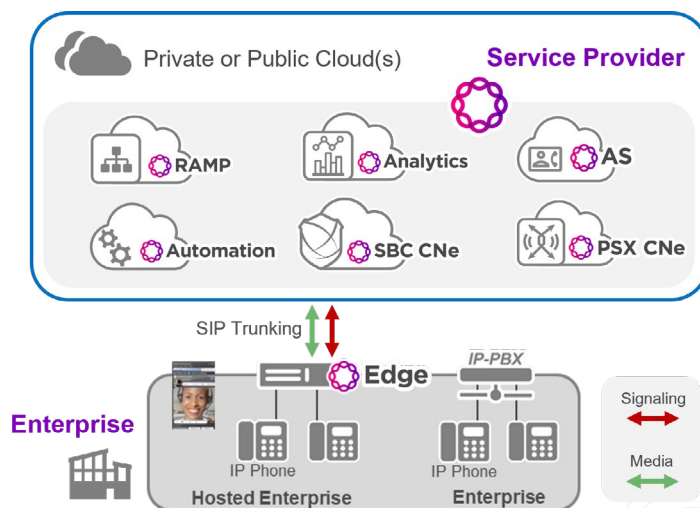 Private or Public Cloud(s)
Service Provider
RAMP
Analytics
AS
Automation
SBC CNe
PSX CNe
SIP Trunking
Edge
IP-PBX
Enterprise
IP Phone
IP Phone
Hosted Enterprise
Enterprise
Signaling
Media